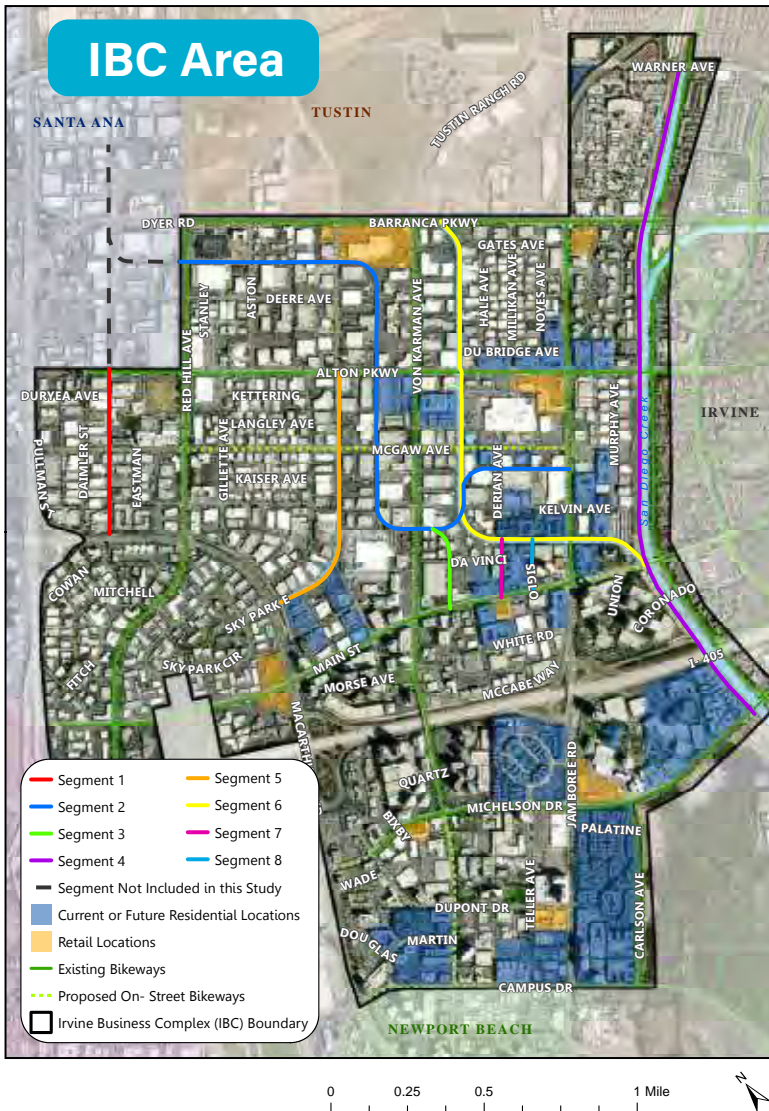 IBC Area
WARNER AVE
SANTA ANA
TUSTIN
TUSTIN RANCH RD
DYER RD
BARRANCA PKWY
GATES AVE
STANLEY
ASTON
DEERE AVE
VON KARMAN AVE
HALE AVE
MILLIKAN AVE
NOYES AVE
RED HILL AVE
DU BRIDGE AVE
ALTON PKWY
DURYEA AVE
KETTERING
IRVINE
LANGLEY AVE
MURPHY AVE
PULLMAN ST
DAIMLER ST
EASTMAN
GILLETTE AVE
MCGAW AVE
KAISER AVE
DERIAN AVE
San Diego Creek
KELVIN AVE
COWAN
MITCHELL
DA VINCI
SIGLO
UNION
CORONADO
SKY PARK E
WHITE RD
MAIN ST
FITCH
SKY PARK CIR
MORSE AVE
MCCABE WAY
I- 405
MACARTH
QUARTZ
JAMBOREE RD
MICHELSON DR
BIXBY
PALATINE
WADE
DUPONT DR
TELLER AVE
CARLSON AVE
DOUGLAS
MARTIN
CAMPUS DR
NEWPORT BEACH
Segment 1
Segment 5
Segment 2
Segment 6
Segment 3
Segment 7
Segment 4
Segment 8
Segment Not Included in this Study
Current or Future Residential Locations
Retail Locations
Existing Bikeways
Proposed On- Street Bikeways
Irvine Business Complex (IBC) Boundary
0 0.25 0.5 1 Mile
N